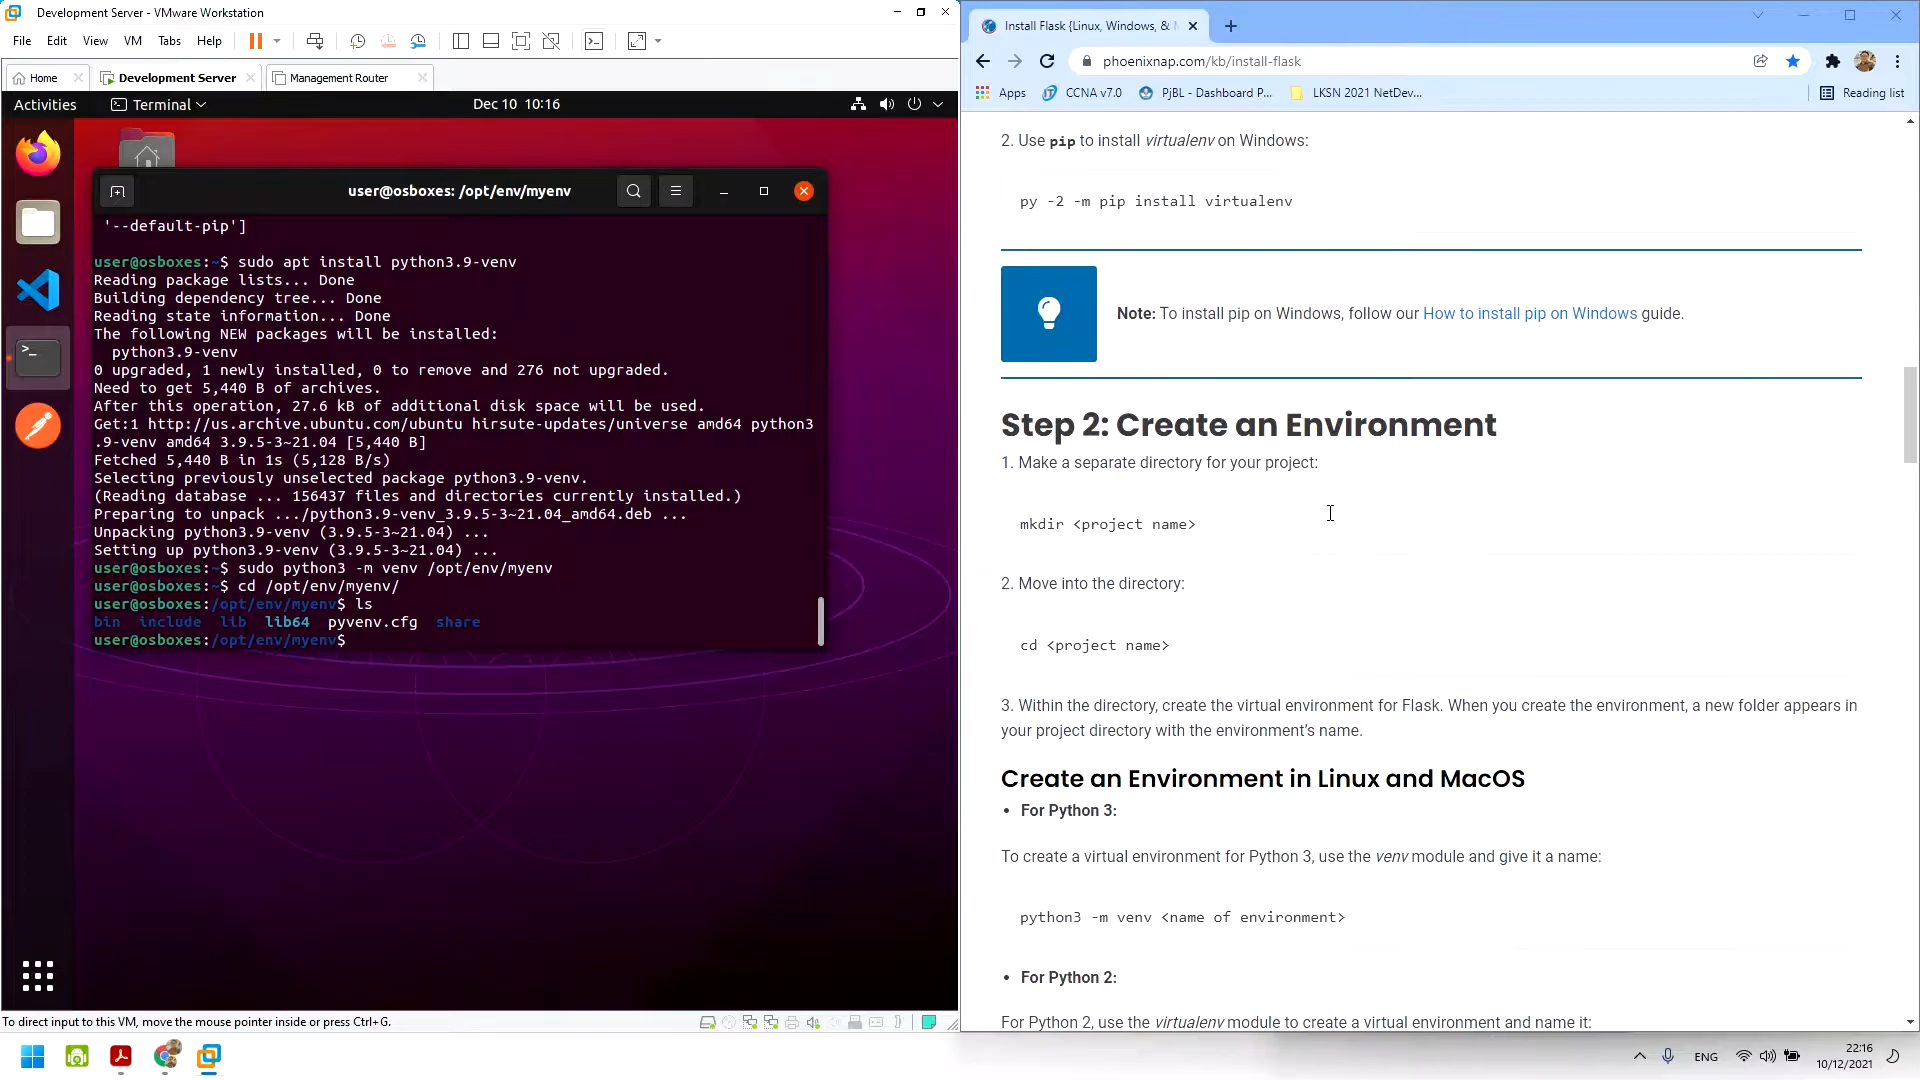 Development Server - VMware Workstation
File Edit View VM Tabs Help
Home
Development Server
Management Router
Activities Terminal Dec 10 10:16
user@osboxes: /opt/env/myenv
'--default-pip']
user@osboxes:~$ sudo apt install python3.9-venv
Reading package lists... Done
Building dependency tree... Done
Reading state information... Done
The following NEW packages will be installed:
python3.9-venv
0 upgraded, 1 newly installed, 0 to remove and 276 not upgraded.
Need to get 5,440 B of archives.
After this operation, 27.6 kB of additional disk space will be used.
Get:1 http://us.archive.ubuntu.com/ubuntu hirsute-updates/universe amd64 python3
.9-venv amd64 3.9.5-3~21.04 [5,440 B]
Fetched 5,440 B in 1s (5,128 B/s)
Selecting previously unselected package python3.9-venv.
(Reading database ... 156437 files and directories currently installed.)
Preparing to unpack .../python3.9-venv_3.9.5-3~21.04_amd64.deb ...
Unpacking python3.9-venv (3.9.5-3~21.04) ...
Setting up python3.9-venv (3.9.5-3~21.04) ...
user@osboxes:~$ sudo python3 -m venv /opt/env/myenv
user@osboxes:~$ cd /opt/env/myenv/
user@osboxes:/opt/env/myenv$ ls
bin include lib lib64 pyvenv.cfg share
user@osboxes:/opt/env/myenv$
To direct input to this VM, move the mouse pointer inside or press Ctrl+G.
Install Flask {Linux, Windows, &
phoenixnap.com/kb/install-flask
Apps CCNA v7.0 PjBL - Dashboard P... LKSN 2021 NetDev... Reading list
2. Use pip to install virtualenv on Windows:
py -2 -m pip install virtualenv
Note: To install pip on Windows, follow our How to install pip on Windows guide.
Step 2: Create an Environment
1. Make a separate directory for your project:
mkdir <project name>
2. Move into the directory:
cd <project name>
3. Within the directory, create the virtual environment for Flask. When you create the environment, a new folder appears in
your project directory with the environment’s name.
Create an Environment in Linux and MacOS
• For Python 3:
To create a virtual environment for Python 3, use the venv module and give it a name:
python3 -m venv <name of environment>
• For Python 2:
For Python 2, use the virtualenv module to create a virtual environment and name it:
ENG
22:16
10/12/2021